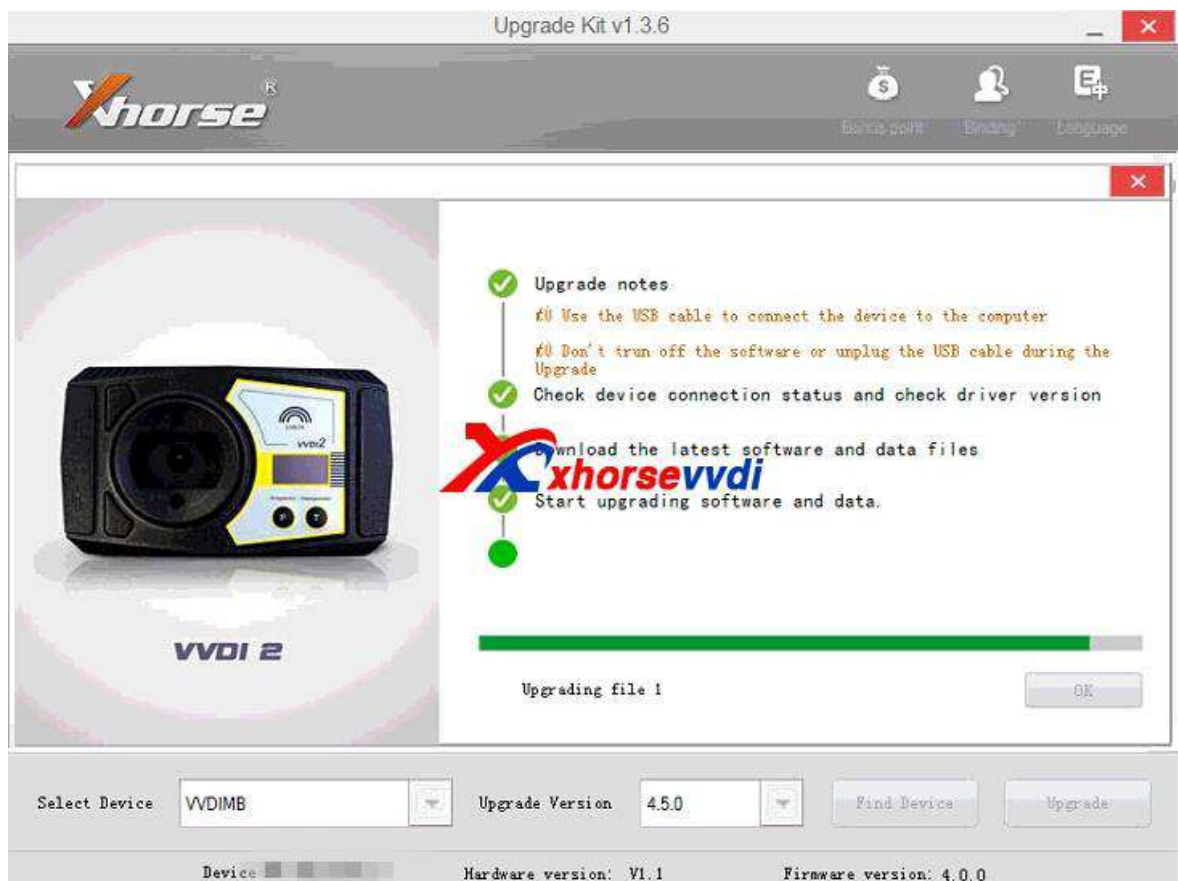 Upgrade Kit v1.3.6
Xhorse®
Bonus point Binding Language
Upgrade notes
Use the USB cable to connect the device to the computer
Don't trun off the software or unplug the USB cable during the
Upgrade
Check device connection status and check driver version
Download the latest software and data files
xhorsevvdi
Start upgrading software and data.
VVDI2
VVDI 2
Upgrading file 1
OK
Select Device VVDIMB Upgrade Version 4.5.0 Find Device Upgrade
Device Hardware version: V1.1 Firmware version: 4.0.0